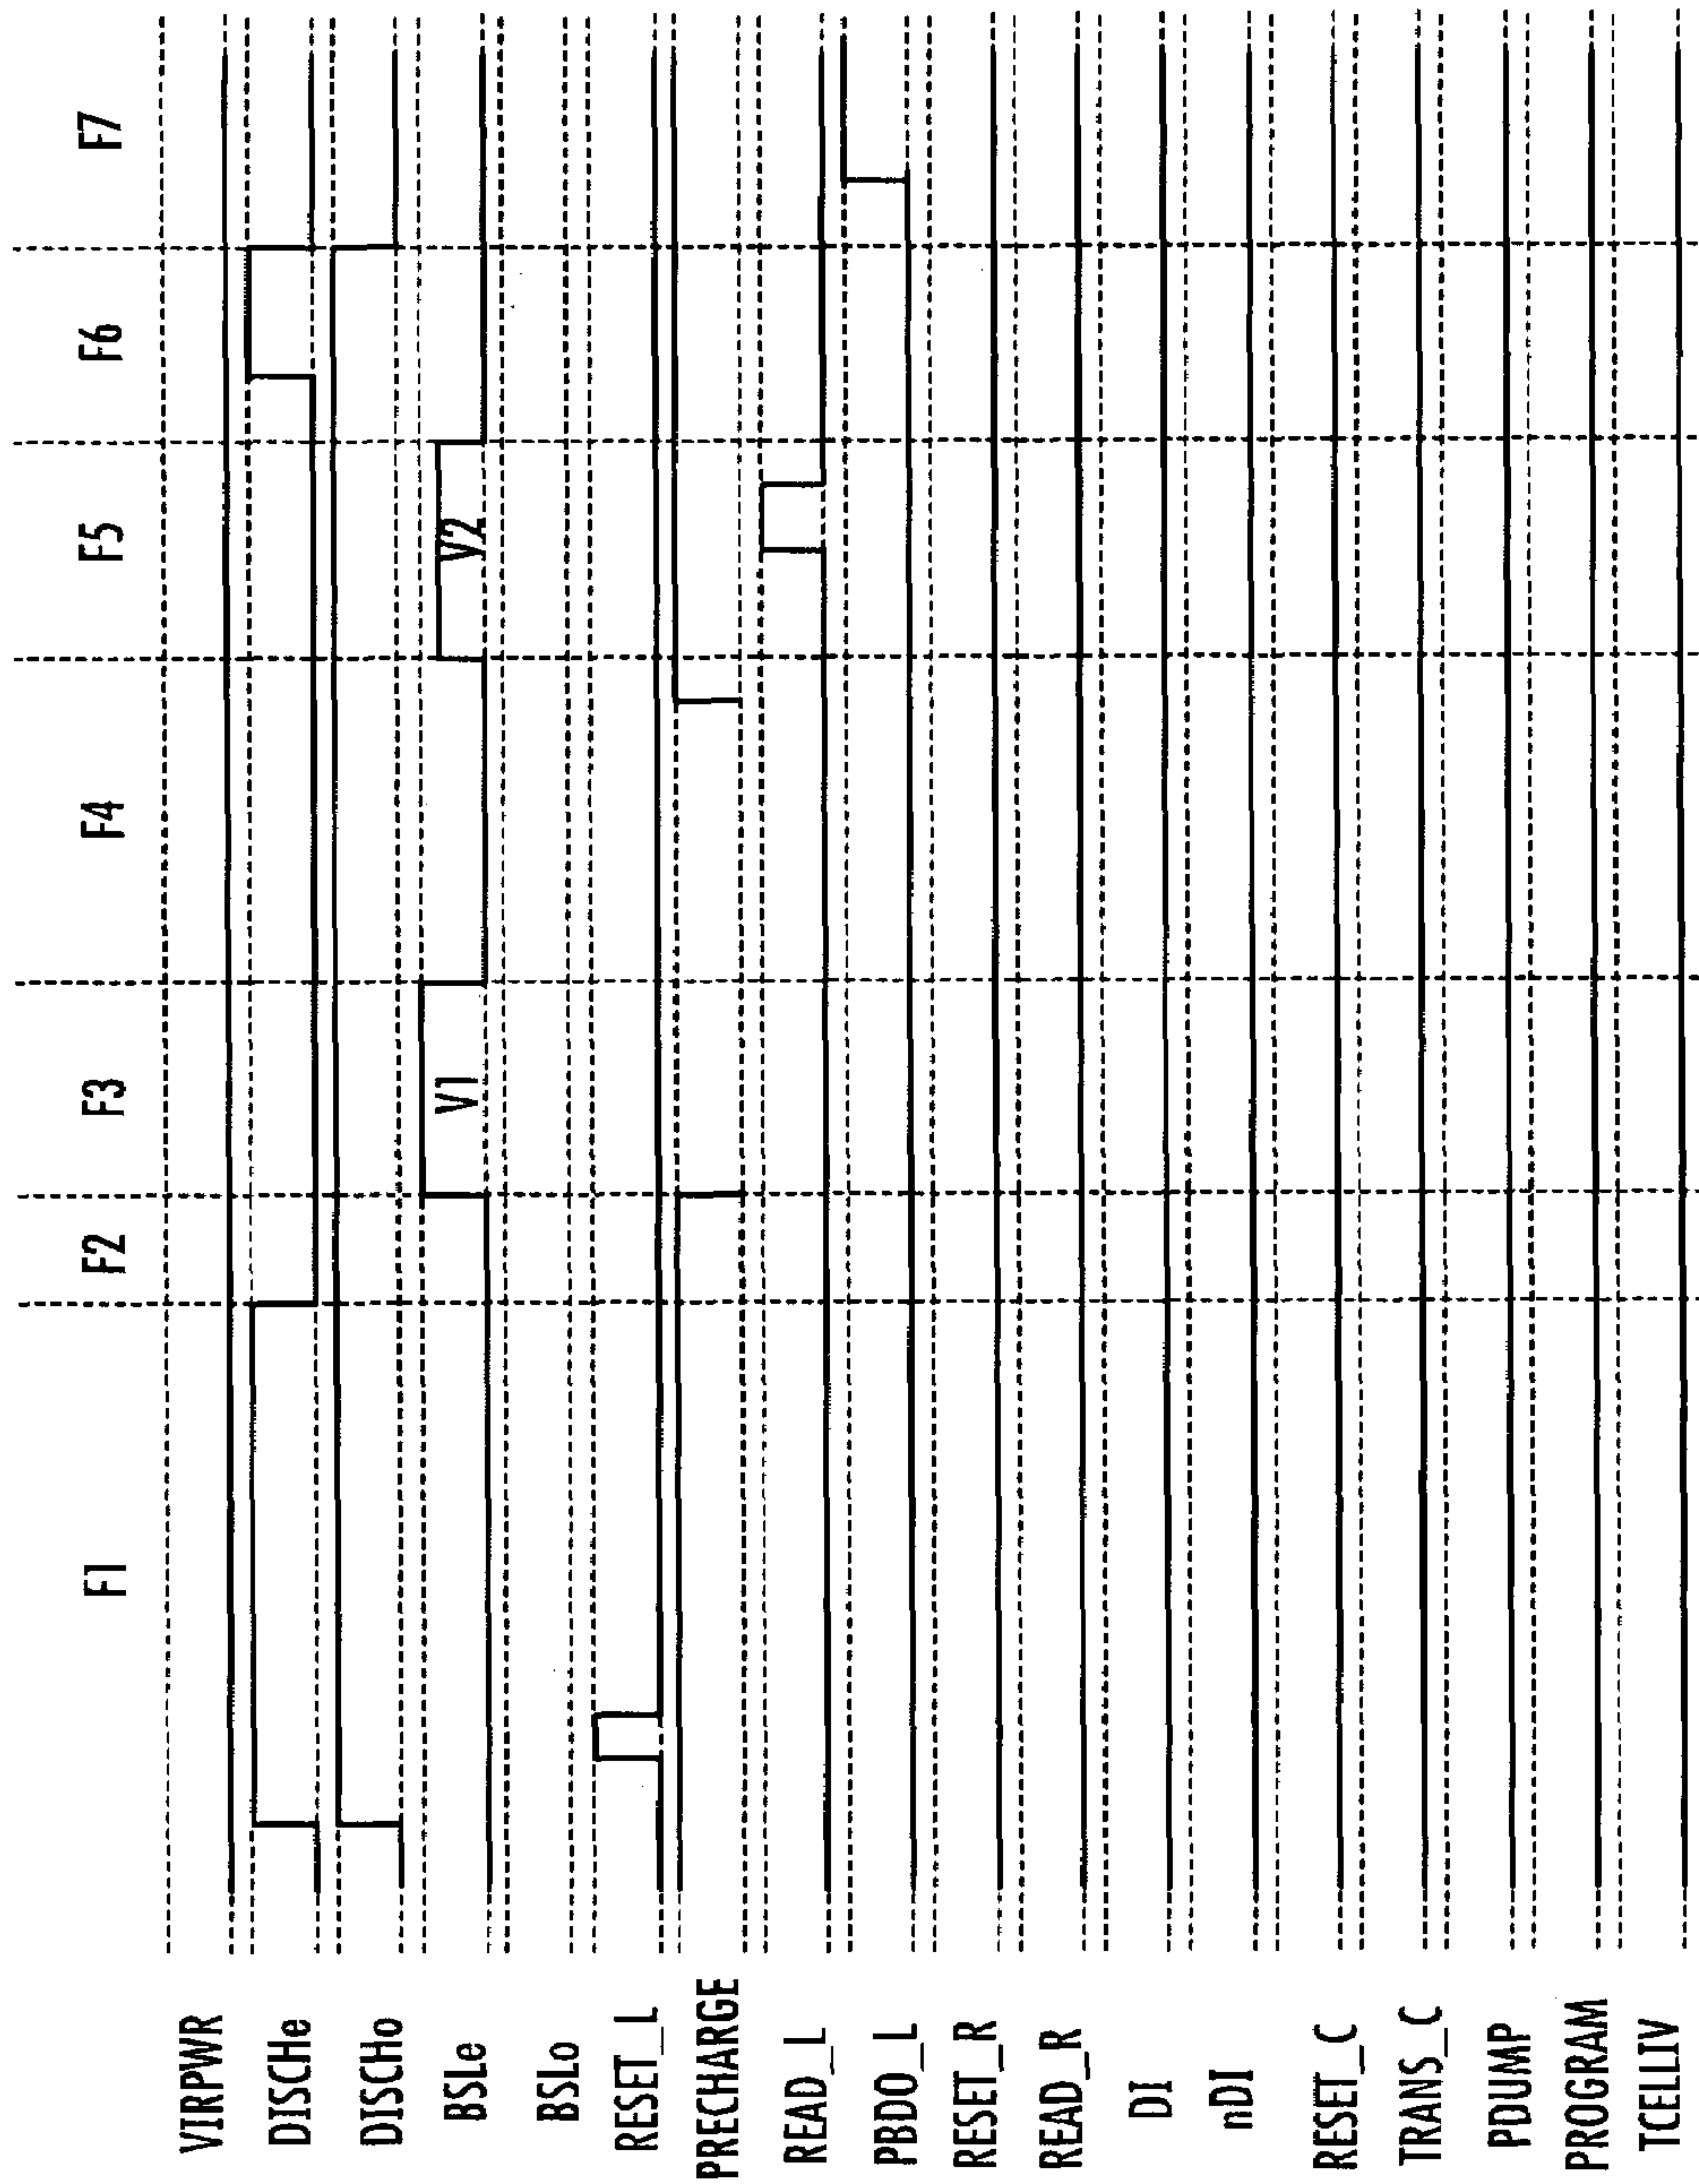 F1 F2 F3 F4 F5 F6 F7
VIRPWR
DISCHe
DISCHo
BSLe V1 V2
BSLo
RESET_L
PRECHARGE
READ_L
PBDO_L
RESET_R
READ_R
DI
nDI
RESET_C
TRANS_C
PDUMP
PROGRAM
TCELLIV